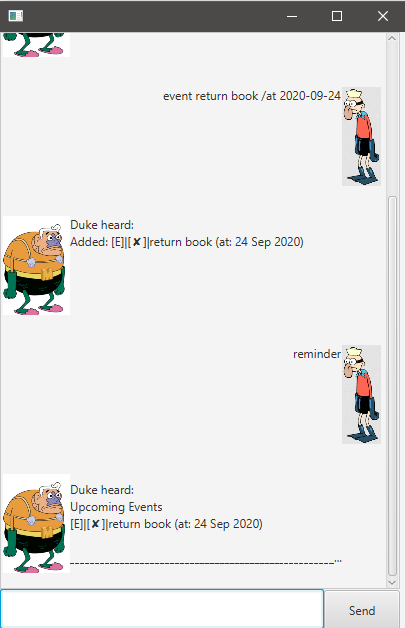 event return book /at 2020-09-24
Duke heard:
Added: [E]|[✘]|return book (at: 24 Sep 2020)
reminder
Duke heard:
Upcoming Events
[E]|[✘]|return book (at: 24 Sep 2020)
____________________________________________...
Send